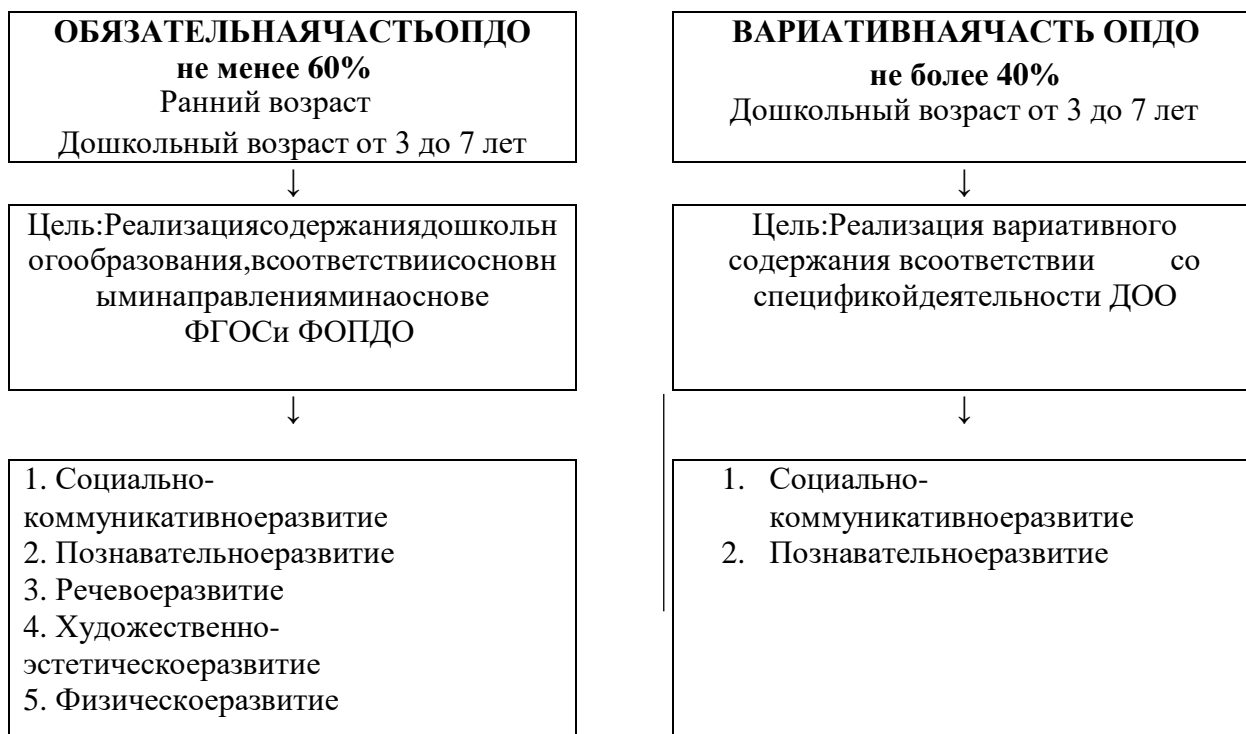 ОБЯЗАТЕЛЬНАЯЧАСТЬОПДО
не менее 60%
Ранний возраст
Дошкольный возраст от 3 до 7 лет
↓
Цель:Реализациясодержаниядошкольн
огообразования,всоответствиисосновн
ыминаправленияминаоснове
ФГОСи ФОПДО
↓
1. Социально-
коммуникативноеразвитие
2. Познавательноеразвитие
3. Речевоеразвитие
4. Художественно-
эстетическоеразвитие
5. Физическоеразвитие
ВАРИАТИВНАЯЧАСТЬ ОПДО
не более 40%
Дошкольный возраст от 3 до 7 лет
↓
Цель:Реализация вариативного
содержания всоответствии со
спецификойдеятельности ДОО
↓
1. Социально-
коммуникативноеразвитие
2. Познавательноеразвитие